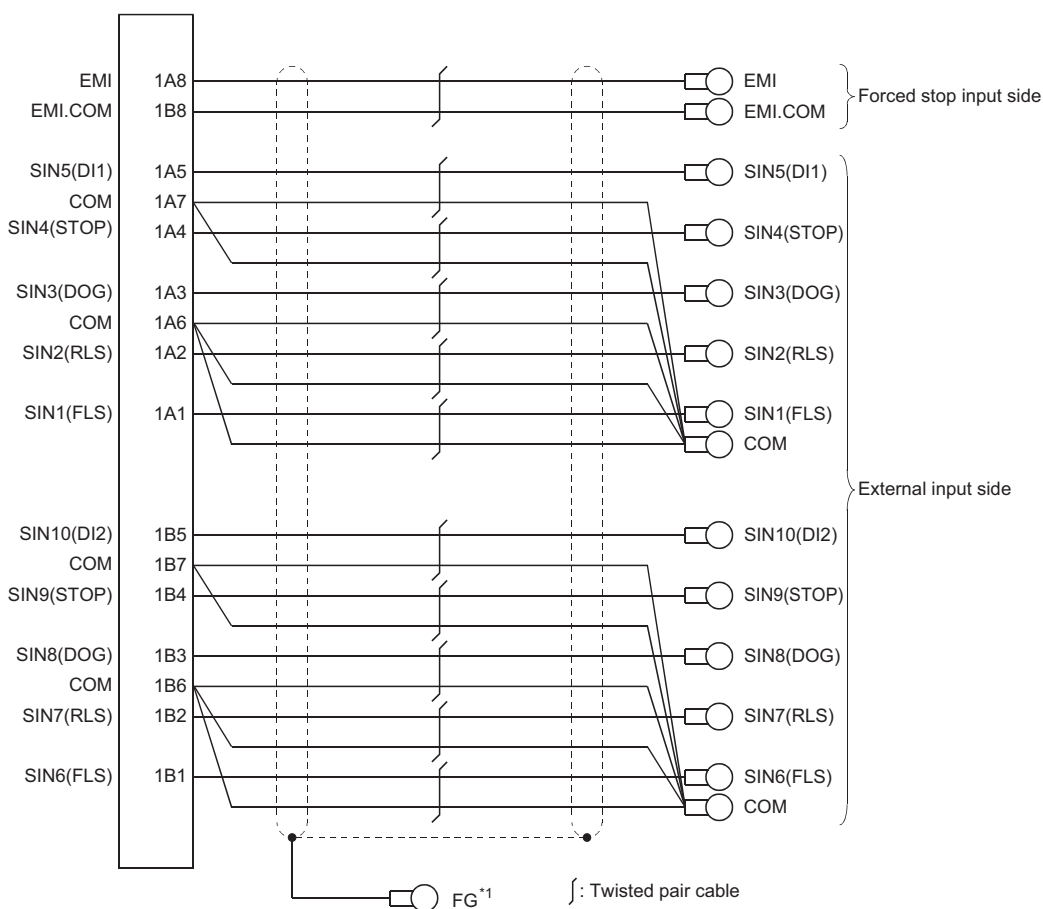 EMI 1A8 EMI
EMI.COM 1B8 EMI.COM
Forced stop input side
SIN5(DI1) 1A5 SIN5(DI1)
COM 1A7
SIN4(STOP) 1A4 SIN4(STOP)
SIN3(DOG) 1A3 SIN3(DOG)
COM 1A6
SIN2(RLS) 1A2 SIN2(RLS)
SIN1(FLS) 1A1 SIN1(FLS)
COM
External input side
SIN10(DI2) 1B5 SIN10(DI2)
COM 1B7
SIN9(STOP) 1B4 SIN9(STOP)
SIN8(DOG) 1B3 SIN8(DOG)
COM 1B6
SIN7(RLS) 1B2 SIN7(RLS)
SIN6(FLS) 1B1 SIN6(FLS)
COM
FG*1
: Twisted pair cable